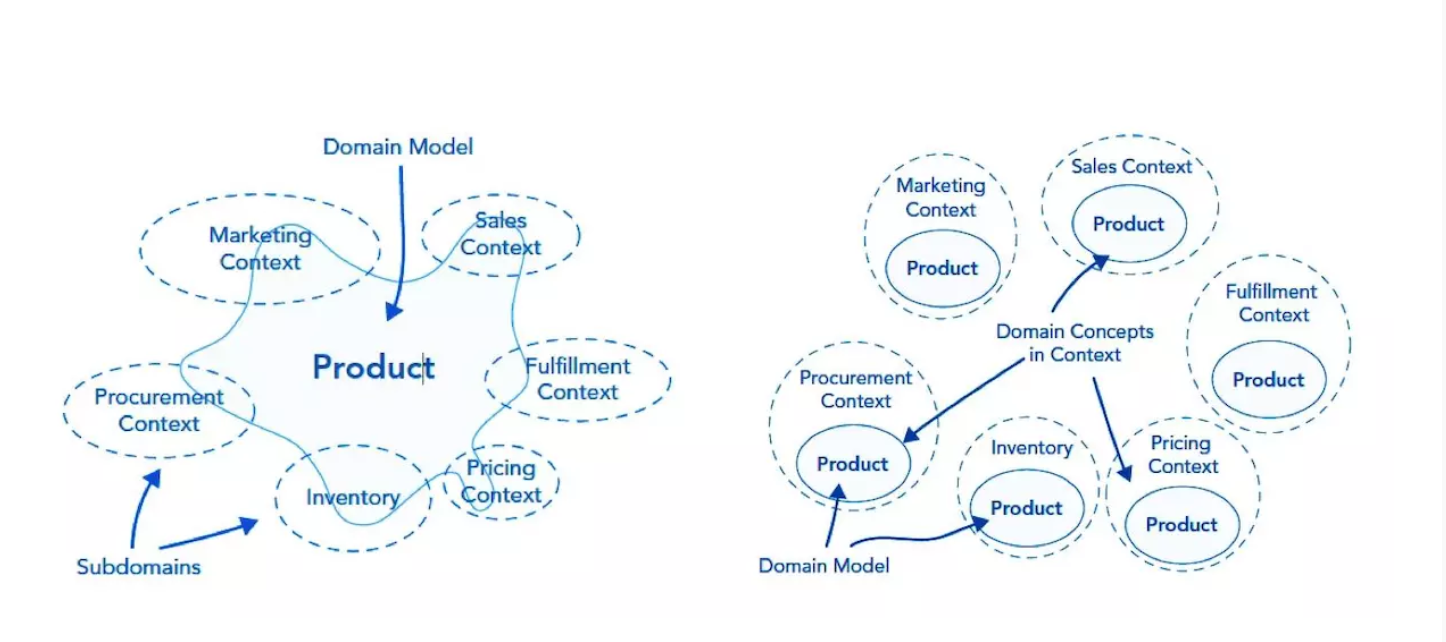 Domain Model
Marketing
Context
Sales
Context
Product
Procurement
Context
Fulfillment
Context
Inventory
Pricing
Context
Subdomains
Marketing
Context
Product
Sales Context
Product
Domain Concepts
in Context
Fulfillment
Context
Product
Procurement
Context
Product
Inventory
Product
Pricing
Context
Product
Domain Model